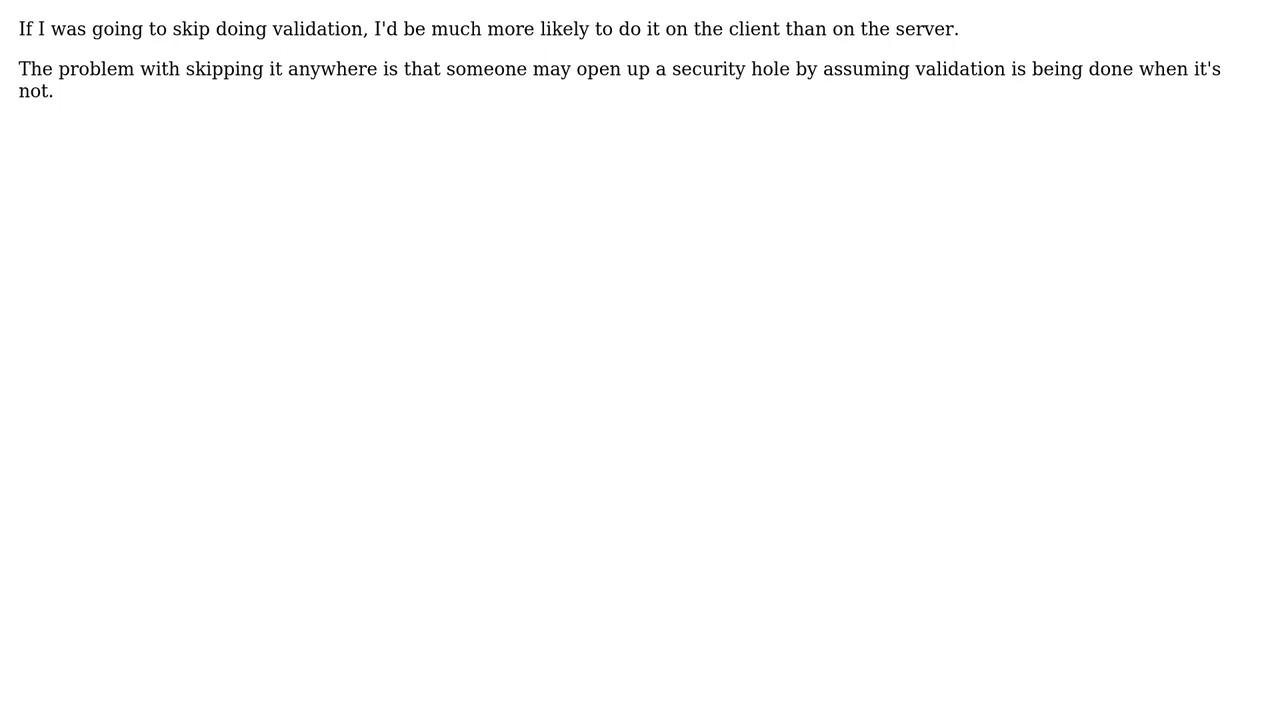 If I was going to skip doing validation, I'd be much more likely to do it on the client than on the server.
The problem with skipping it anywhere is that someone may open up a security hole by assuming validation is being done when it's
not.